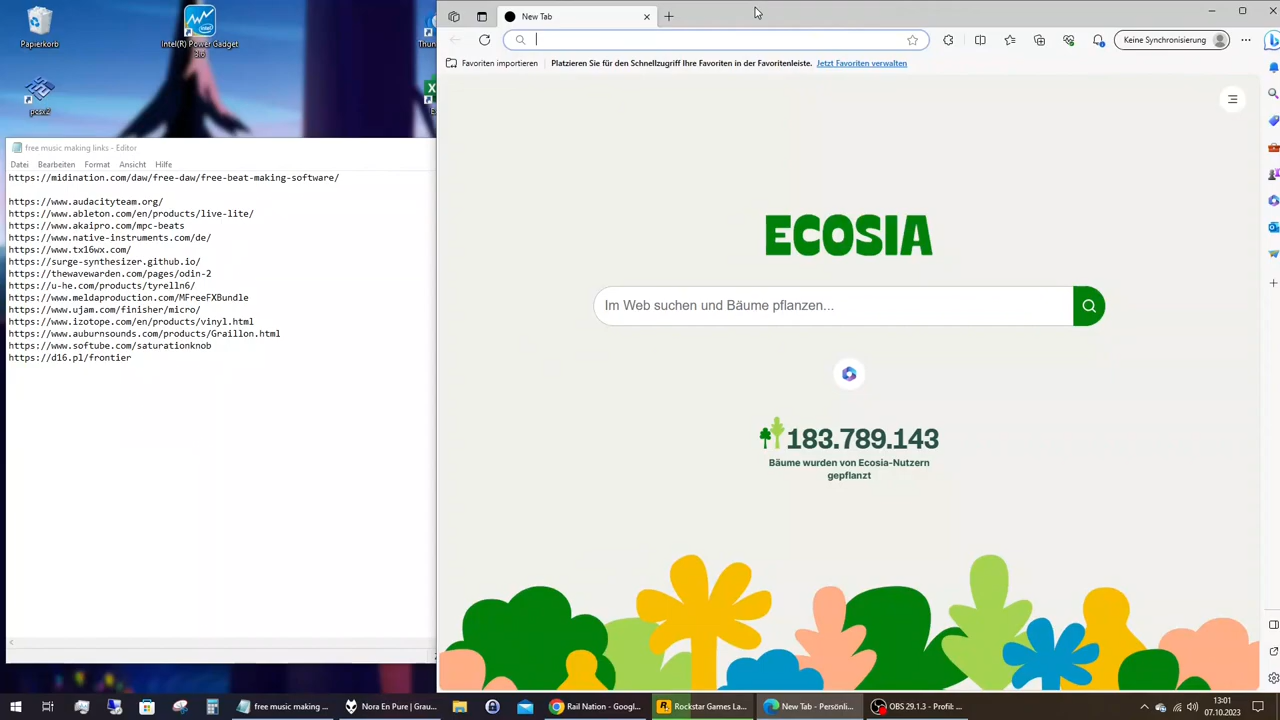 Papierkorb
Intel(R) Power Gadget
3.0
Thun
pcsx2
free music making links - Editor
Datei Bearbeiten Format Ansicht Hilfe
https://midination.com/daw/free-daw/free-beat-making-software/
https://www.audacityteam.org/
https://www.ableton.com/en/products/live-lite/
https://www.akaipro.com/mpc-beats
https://www.native-instruments.com/de/
https://www.tx16wx.com/
https://surge-synthesizer.github.io/
https://thewavewarden.com/pages/odin-2
https://u-he.com/products/tyrelln6/
https://www.meldaproduction.com/MFreeFXBundle
https://www.ujam.com/finisher/micro/
https://www.izotope.com/en/products/vinyl.html
https://www.auburnsounds.com/products/Graillon.html
https://www.softube.com/saturationknob
https://d16.pl/frontier
New Tab
Keine Synchronisierung
Favoriten importieren Platzieren Sie für den Schnellzugriff Ihre Favoriten in der Favoritenleiste. Jetzt Favoriten verwalten
ECOSIA
Im Web suchen und Bäume pflanzen...
183.789.143
Bäume wurden von Ecosia-Nutzern
gepflanzt
free music making ... Nora En Pure | Grau... Rail Nation – Googl... Rockstar Games La... New Tab - Persönli... OBS 29.1.3 - Profil: ...
13:01
07.10.2023